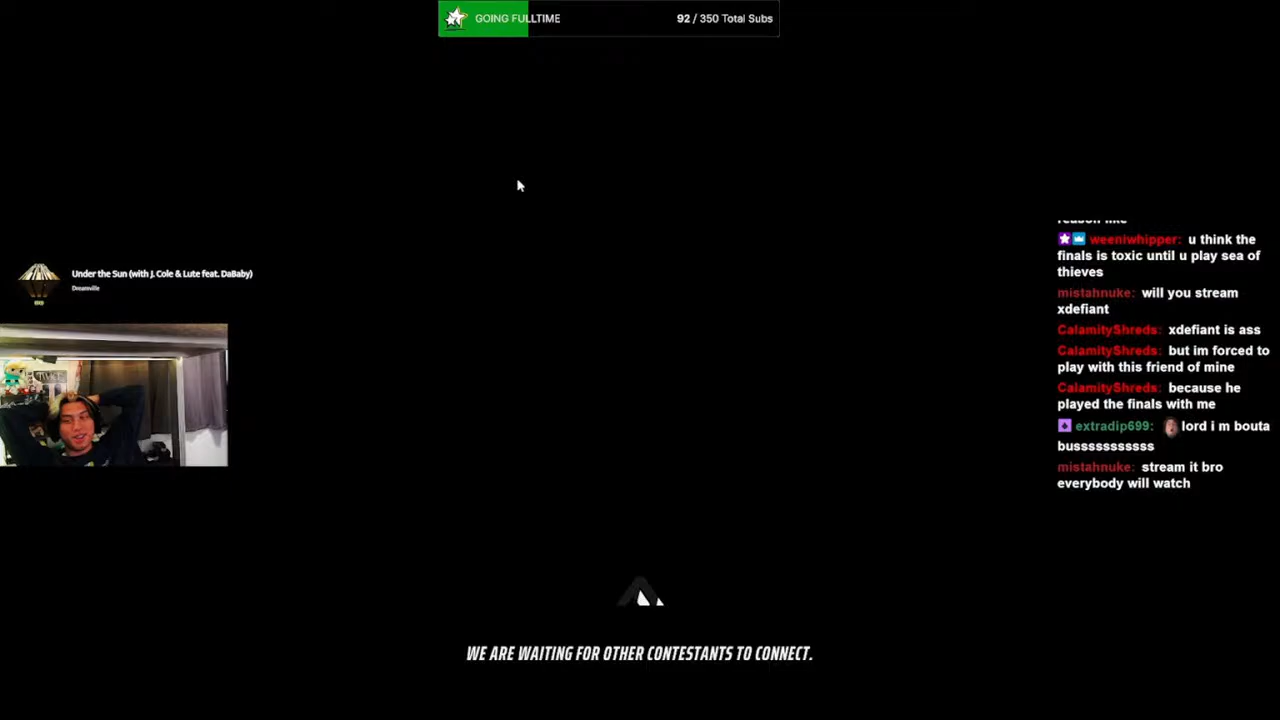 GOING FULLTIME
92 / 350 Total Subs
weeniwhipper: u think the
finals is toxic until u play sea of
thieves
mistahnuke: will you stream
xdefiant
CalamityShreds: xdefiant is ass
CalamityShreds: but im forced to
play with this friend of mine
CalamityShreds: because he
played the finals with me
extradip699: lord i m bouta
busssssssssss
mistahnuke: stream it bro
everybody will watch
Under the Sun (with J. Cole & Lute feat. DaBaby)
Dreamville
WE ARE WAITING FOR OTHER CONTESTANTS TO CONNECT.